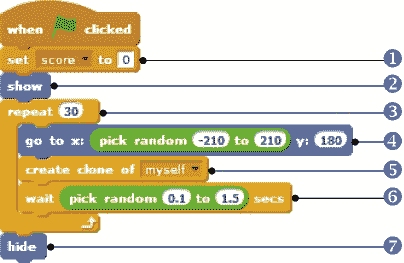 when clicked
set score to 0 1
show 2
repeat 30 3
go to x: pick random -210 to 210 y: 180 4
create clone of myself 5
wait pick random 0.1 to 1.5 secs 6
hide 7